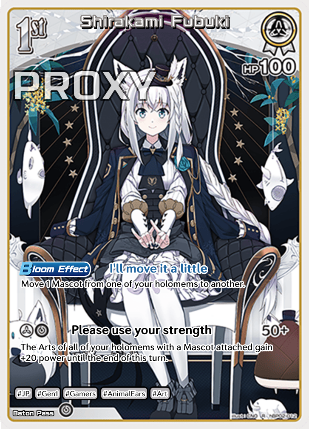 Shirakami Fubuki
1st
HP100
PROXY
Bloom Effect I'll move it a little
Move 1 Mascot from one of your holomems to another.
Please use your strength 50+
The Arts of all of your holomems with a Mascot attached gain
+20 power until the end of this turn.
#JP #Gen1 #Gamers #AnimalEars #Art
Baton Pass